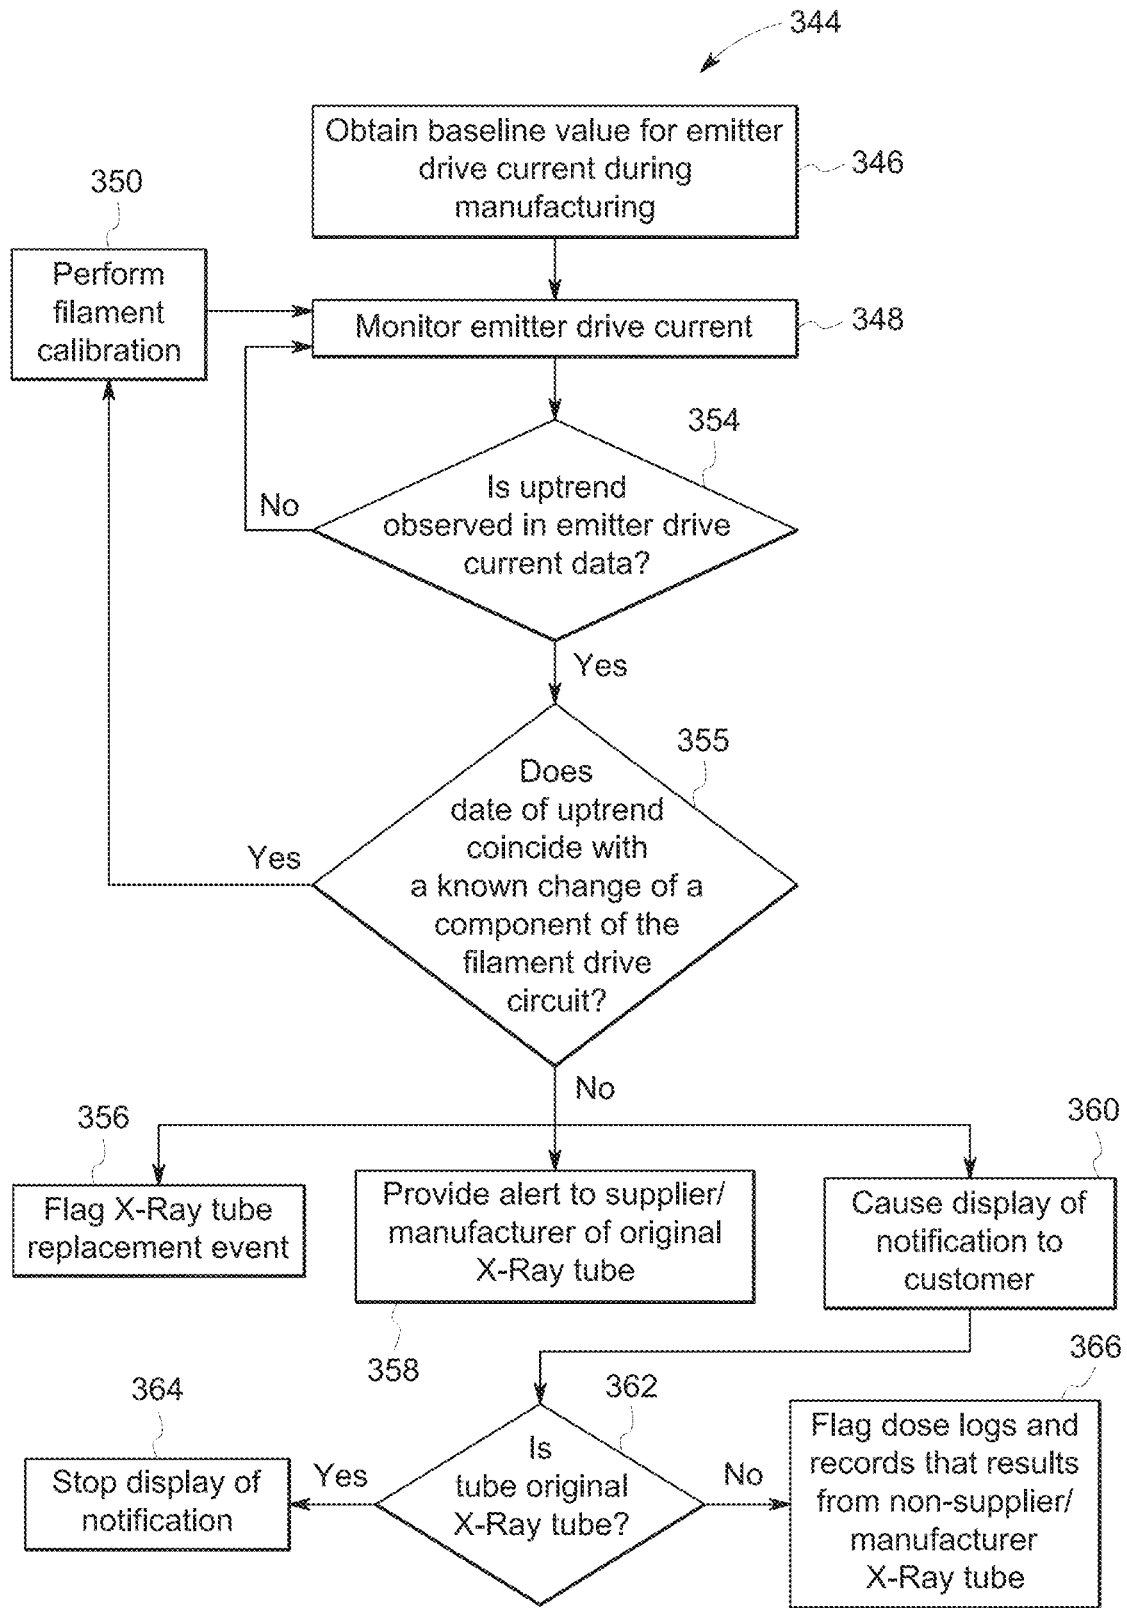 344
Obtain baseline value for emitter
drive current during
manufacturing
346
350
Perform
filament
calibration
Monitor emitter drive current
348
354
Is uptrend
observed in emitter drive
current data?
No
Yes
355
Does
date of uptrend
coincide with
a known change of a
component of the
filament drive
circuit?
Yes
No
356
Flag X-Ray tube
replacement event
Provide alert to supplier/
manufacturer of original
X-Ray tube
358
360
Cause display of
notification to
customer
364
Stop display of
notification
Yes
362
Is
tube original
X-Ray tube?
No
366
Flag dose logs and
records that results
from non-supplier/
manufacturer
X-Ray tube